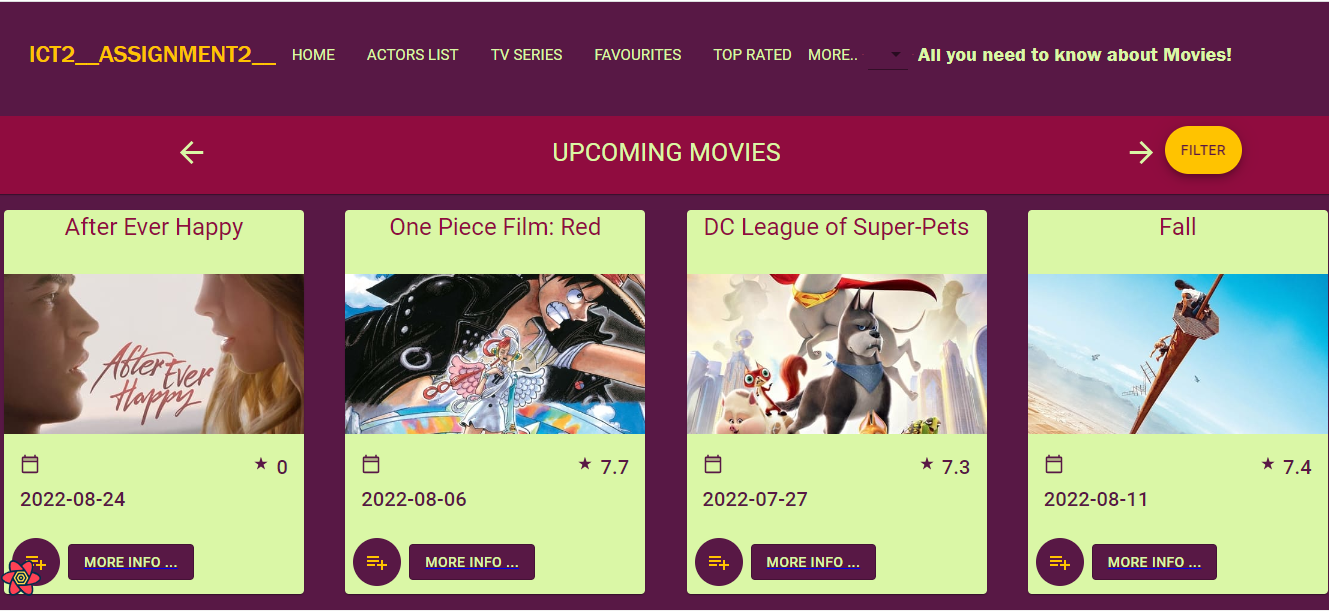 ICT2__ASSIGNMENT2__ HOME ACTORS LIST TV SERIES FAVOURITES TOP RATED MORE.. All you need to know about Movies!
UPCOMING MOVIES FILTER
After Ever Happy One Piece Film: Red DC League of Super-Pets Fall
After Ever
Happy
0 7.7 7.3 7.4
2022-08-24 2022-08-06 2022-07-27 2022-08-11
MORE INFO ... MORE INFO ... MORE INFO ... MORE INFO ...